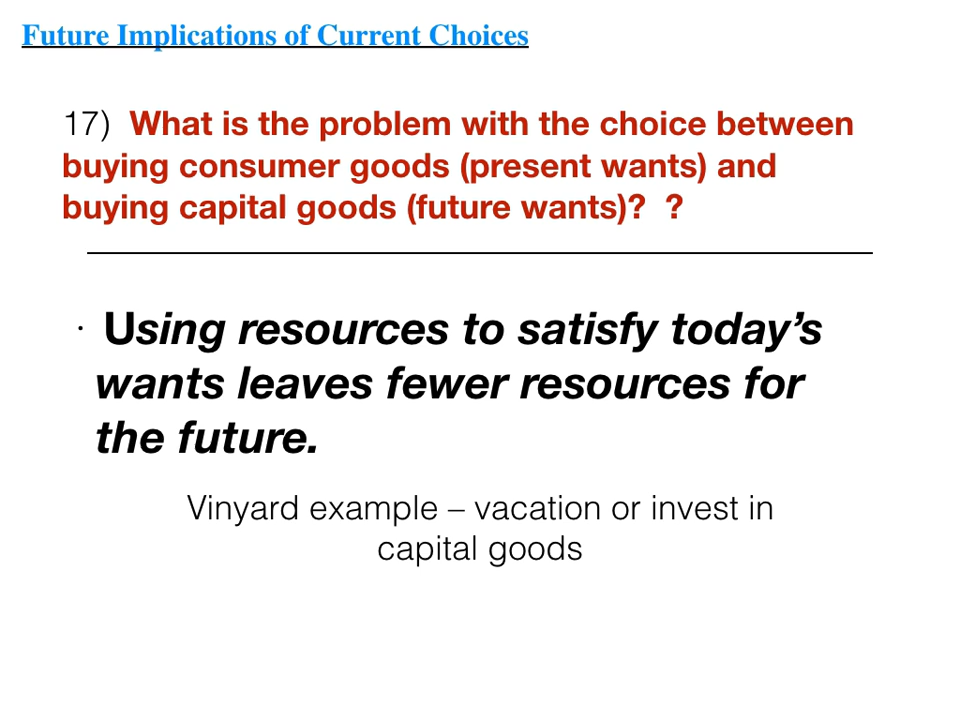 Future Implications of Current Choices
17) What is the problem with the choice between
buying consumer goods (present wants) and
buying capital goods (future wants)? ?
· Using resources to satisfy today’s
wants leaves fewer resources for
the future.
Vinyard example – vacation or invest in
capital goods